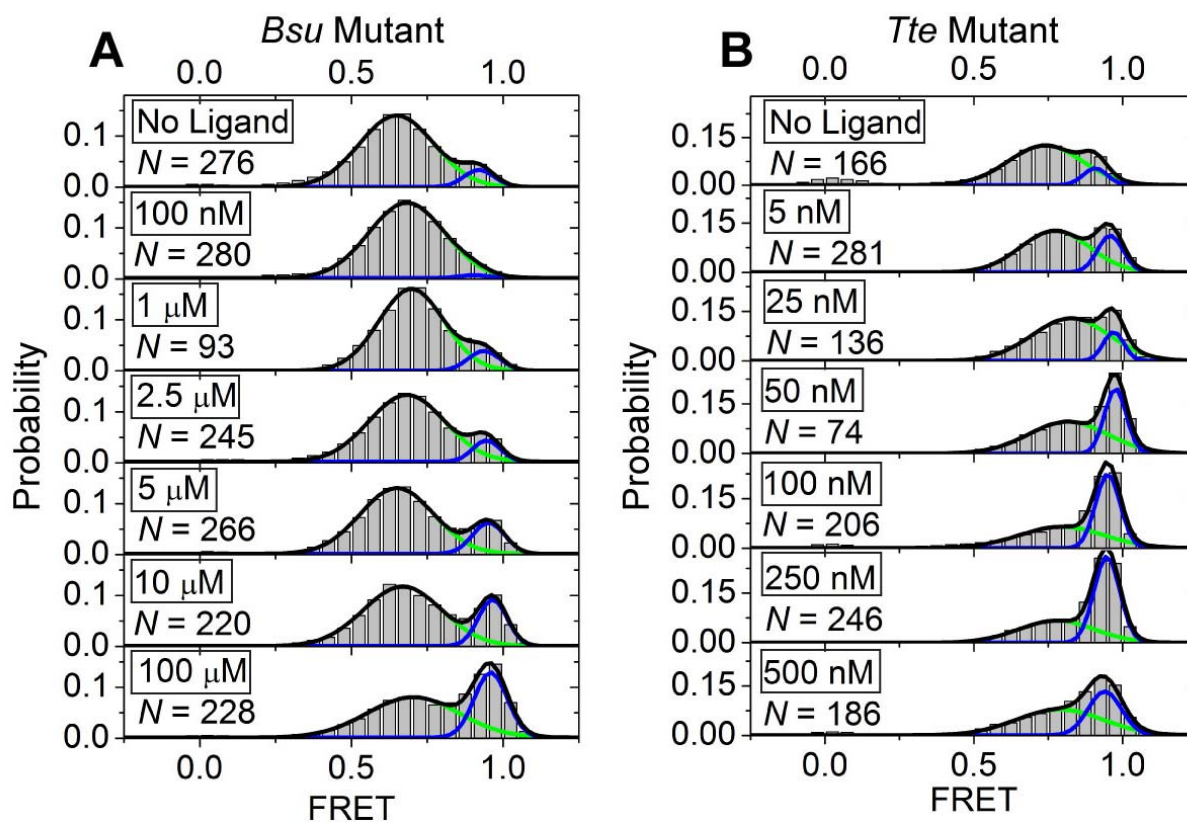 A
Bsu Mutant
0.0 0.5 1.0
No Ligand
N = 276
0.1
0.0
100 nM
N = 280
0.1
0.0
1 μM
N = 93
0.1
0.0
2.5 μM
N = 245
0.1
0.0
5 μM
N = 266
0.1
0.0
10 μM
N = 220
0.1
0.0
100 μM
N = 228
0.1
0.0
Probability
0.0 0.5 1.0
FRET
B
Tte Mutant
0.0 0.5 1.0
No Ligand
N = 166
0.15
0.00
5 nM
N = 281
0.15
0.00
25 nM
N = 136
0.15
0.00
50 nM
N = 74
0.15
0.00
100 nM
N = 206
0.15
0.00
250 nM
N = 246
0.15
0.00
500 nM
N = 186
0.15
0.00
Probability
0.0 0.5 1.0
FRET